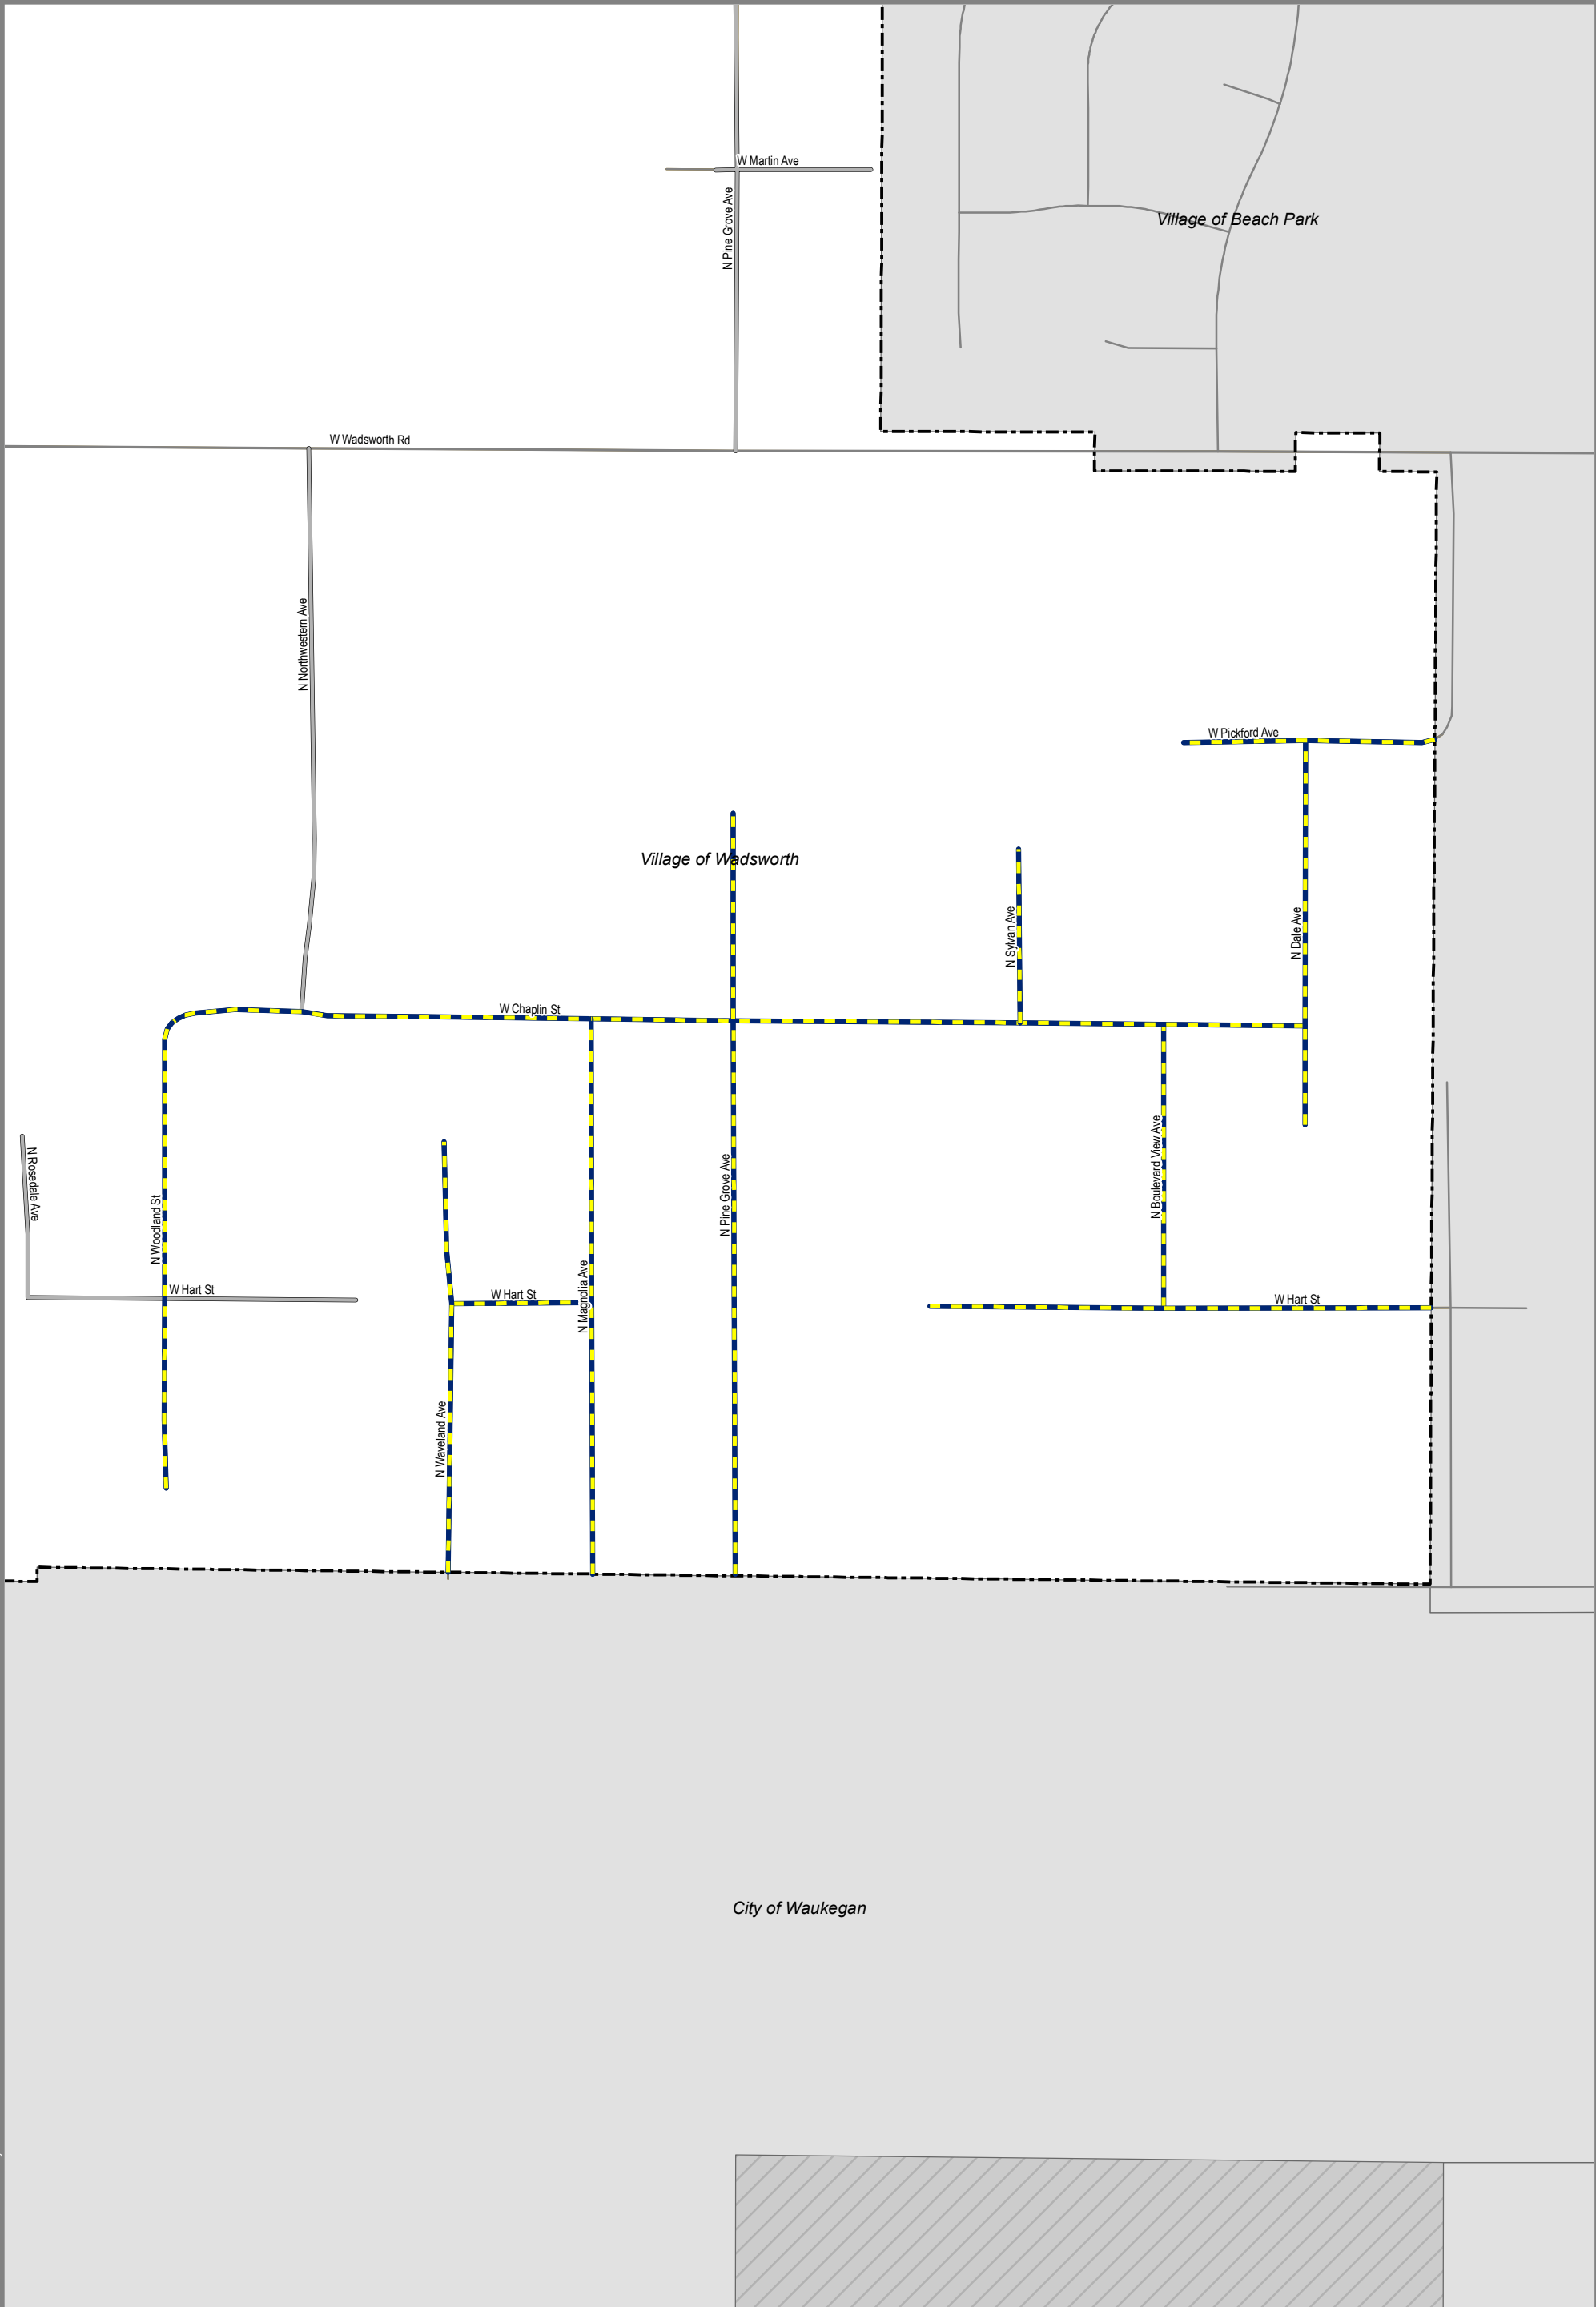 W Martin Ave
N Pine Grove Ave
Village of Beach Park
W Wadsworth Rd
N Northwestern Ave
W Pickford Ave
Village of Wadsworth
N Sylvan Ave
N Dale Ave
W Chaplin St
N Rosedale Ave
N Woodland St
N Pine Grove Ave
N Boulevard View Ave
W Hart St
W Hart St
N Magnolia Ave
W Hart St
N Waveland Ave
City of Waukegan